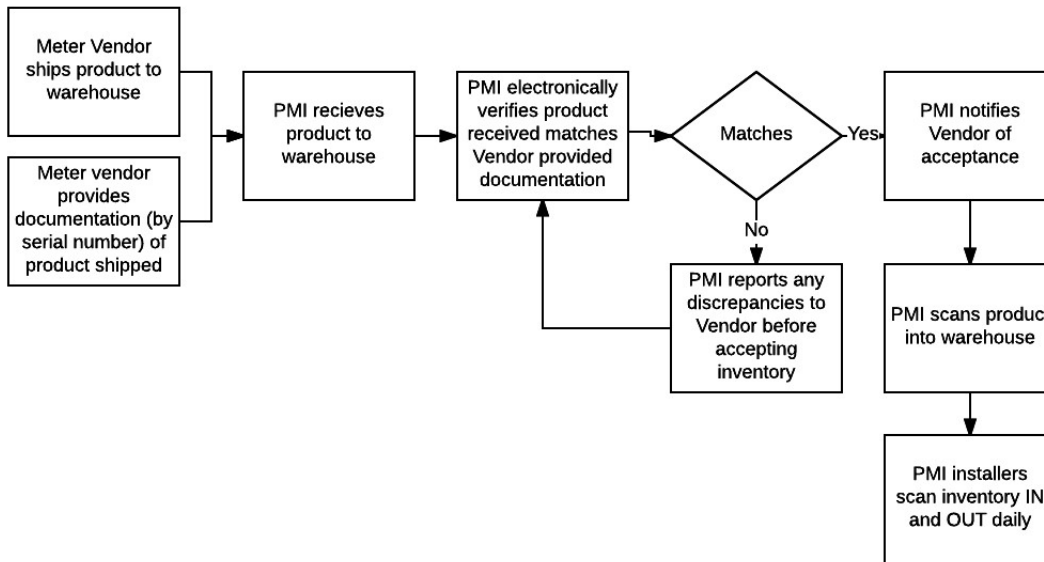 Meter Vendor
ships product to
warehouse
Meter vendor
provides
documentation (by
serial number) of
product shipped
PMI recieves
product to
warehouse
PMI electronically
verifies product
received matches
Vendor provided
documentation
Matches
Yes
No
PMI reports any
discrepancies to
Vendor before
accepting
inventory
PMI notifies
Vendor of
acceptance
PMI scans produc
into warehouse
PMI installers
scan inventory IN
and OUT daily